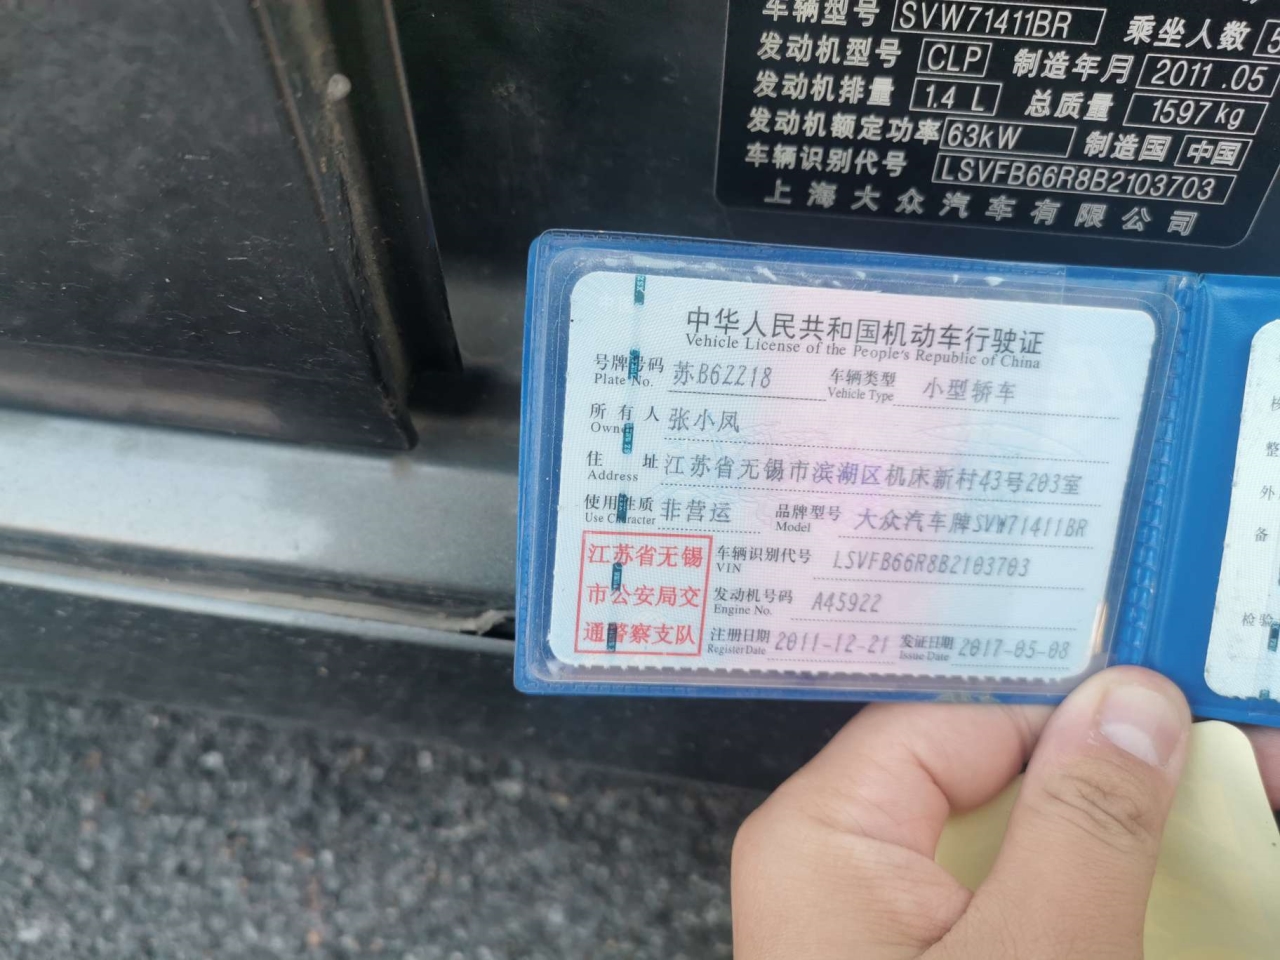 车辆型号 SVW71411BR 乘坐人数 5
发动机型号 CLP 制造年月 2011.05
发动机排量 1.4 L 总质量 1597kg
发动机额定功率 63kW 制造国 中国
车辆识别代号 LSVFB66R8B2103703
上海大众汽车有限公司
中华人民共和国机动车行驶证
Vehicle License of the People's Republic of China
号牌号码 苏B6ZZ18 车辆类型 小型轿车
Plate No. Vehicle Type
所有人 张小凤
Owner
住址 江苏省无锡市滨湖区机床新村43号203室
Address
使用性质 非营运 品牌型号 大众汽车牌SVW71411BR
Use Character Model
江苏省无锡
市公安局交
通警察支队
车辆识别代号 LSVFB66R8B2103703
VIN
发动机号码 A45922
Engine No.
注册日期 2011-12-21 发证日期 2017-05-08
Register Date Issue Date
整
外
备
检验